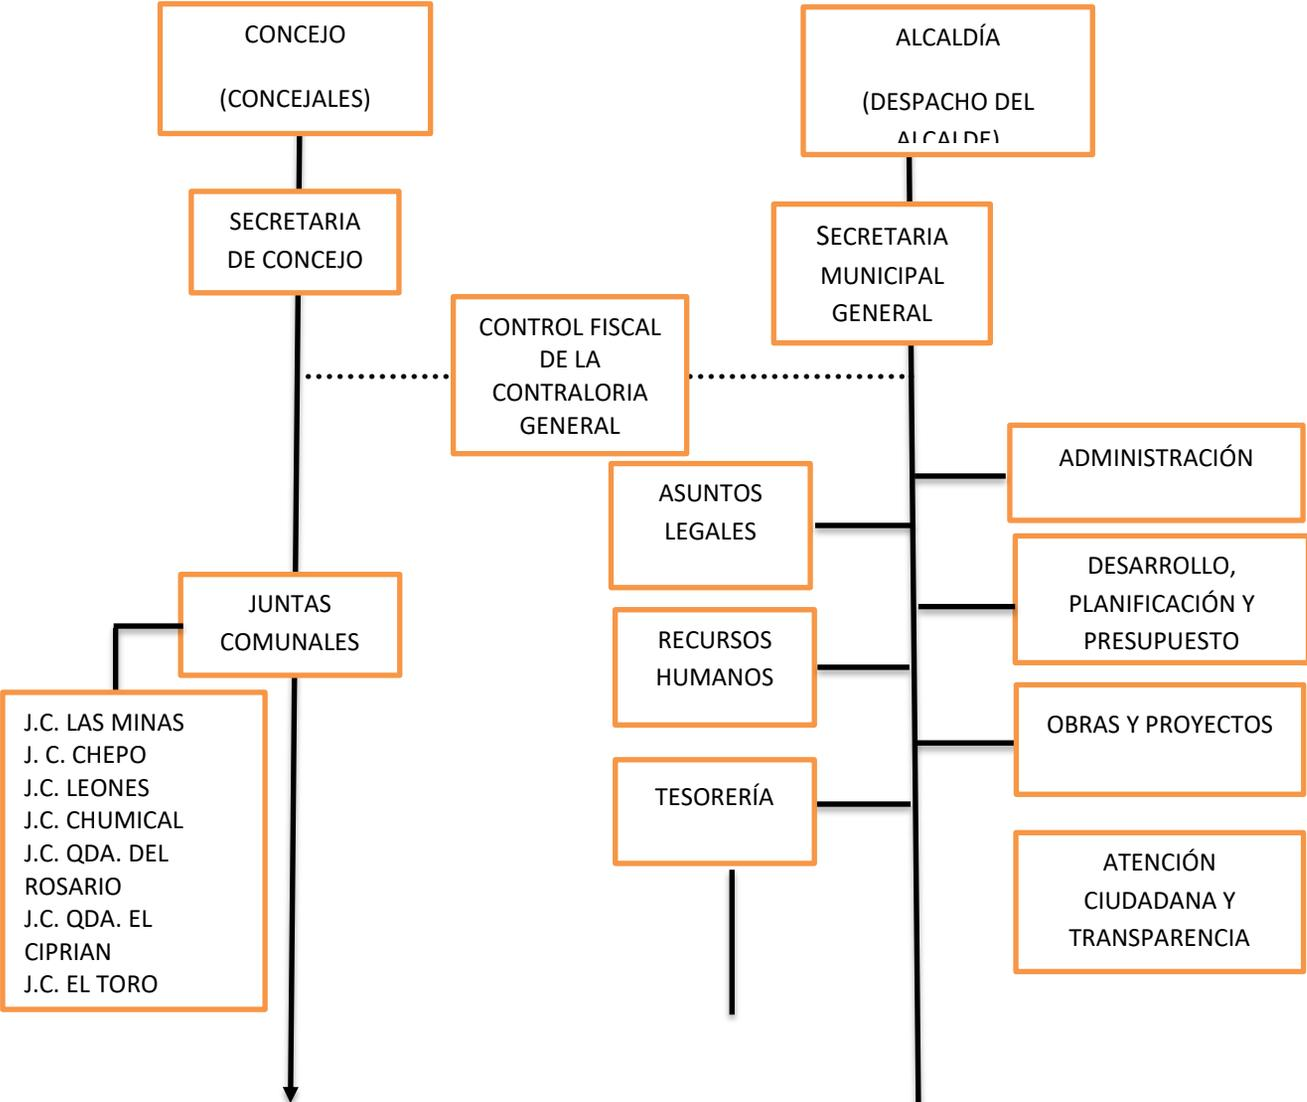 CONCEJO
(CONCEJALES)
SECRETARIA
DE CONCEJO
ALCALDÍA
(DESPACHO DEL
ALCALDE)
SECRETARIA
MUNICIPAL
GENERAL
CONTROL FISCAL
DE LA
CONTRALORIA
GENERAL
ADMINISTRACIÓN
ASUNTOS
LEGALES
DESARROLLO,
PLANIFICACIÓN Y
PRESUPUESTO
JUNTAS
COMUNALES
RECURSOS
HUMANOS
OBRAS Y PROYECTOS
J.C. LAS MINAS
J. C. CHEPO
J.C. LEONES
J.C. CHUMICAL
J.C. QDA. DEL
ROSARIO
J.C. QDA. EL
CIPRIAN
J.C. EL TORO
TESORERÍA
ATENCIÓN
CIUDADANA Y
TRANSPARENCIA